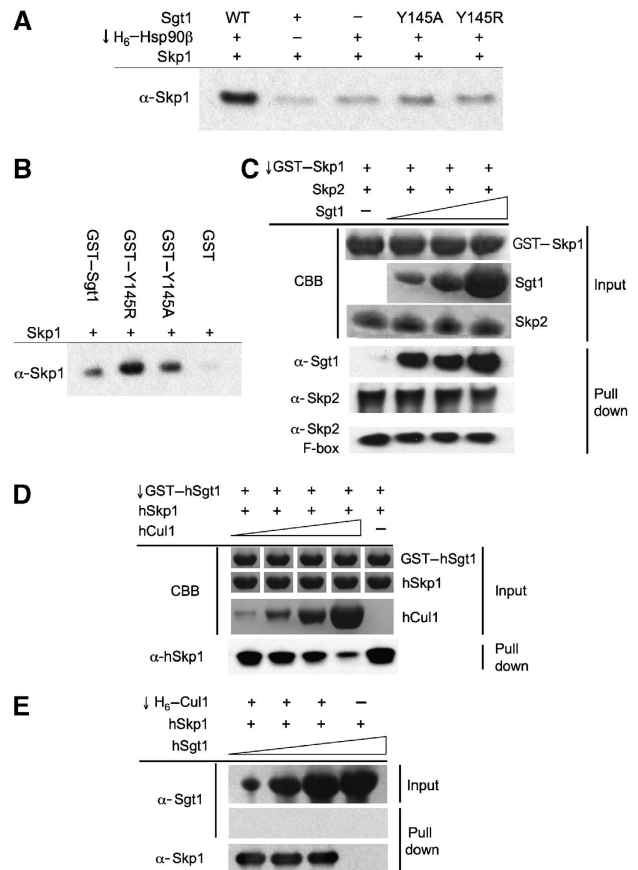 A
Sgt1 WT + – Y145A Y145R
↓H6–Hsp90β + – + + +
Skp1 + + + + +
α-Skp1
B
GST–Sgt1
GST–Y145R
GST–Y145A
GST
Skp1 + + + +
α-Skp1
C
↓GST–Skp1 + + + +
Skp2 + + + +
Sgt1 –
CBB
GST–Skp1
Sgt1
Skp2
Input
α-Sgt1
α-Skp2
α-Skp2
F-box
Pull
down
D
↓GST–hSgt1 + + + + +
hSkp1 + + + + +
hCul1 –
CBB
GST–hSgt1
hSkp1
hCul1
Input
α-hSkp1
Pull
down
E
↓H6–Cul1 + + + –
hSkp1 + + + +
hSgt1
α-Sgt1
Input
α-Skp1
Pull
down